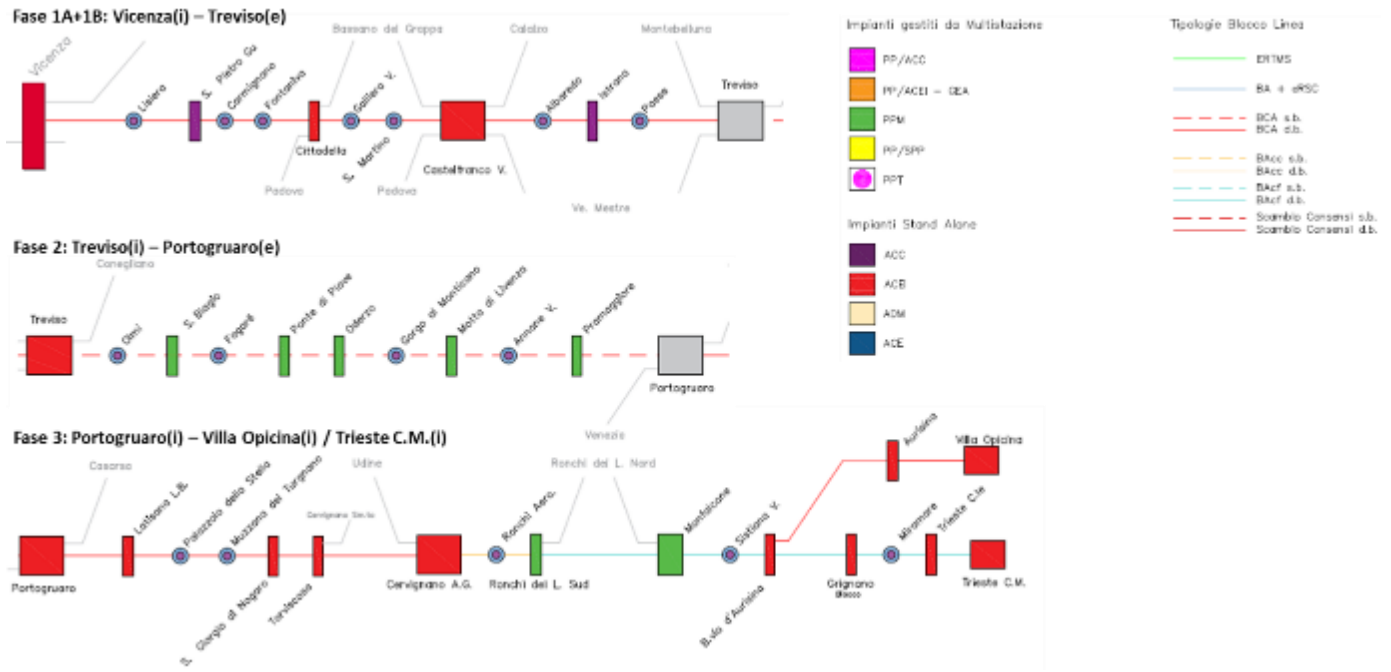 Fase 1A+1B: Vicenza(i) – Treviso(e)
Vicenza
Lisiera
S. Pietro Gu
Carmignano
Fontaniva
Cittadella
Bassano del Grappa
Padova
S. Martino
Castelfranco V.
Padova
Calalzo
Albaredo
Istrana
Paese
Montebelluna
Treviso
Ve. Mestre
Fase 2: Treviso(i) – Portogruaro(e)
Treviso
Conegliano
Olmi
S. Biagio
Fagarè
Ponte di Piave
Oderzo
Gorgo al Monticano
Motta di Livenza
Annone V.
Pramaggiore
Portogruaro
Venezia
Fase 3: Portogruaro(i) – Villa Opicina(i) / Trieste C.M.(i)
Portogruaro
Casarsa
Latisana L.B.
Palazzolo dello Stella
Muzzana del Turgnano
S. Giorgio di Nogaro
Torviscosa
Cervignano Smist.
Udine
Cervignano A.G.
Ronchi Aero.
Ronchi dei L. Sud
Ronchi dei L. Nord
Monfalcone
Sistiana V.
B.vio d'Aurisina
Aurisina
Villa Opicina
Grignano
Blocco
Miramare
Trieste C.le
Trieste C.M.
Impianti gestiti da Multistazione
PP/ACC
PP/ACEI - GEA
PPM
PP/SPP
PPT
Impianti Stand Alone
ACC
ACEI
ADM
ACE
Tipologie Blocco Linea
ERTMS
BA + eRSC
BCA s.b.
BCA d.b.
BAcc s.b.
BAcc d.b.
BAcf s.b.
BAcf d.b.
Scambio Consensi s.b.
Scambio Consensi d.b.